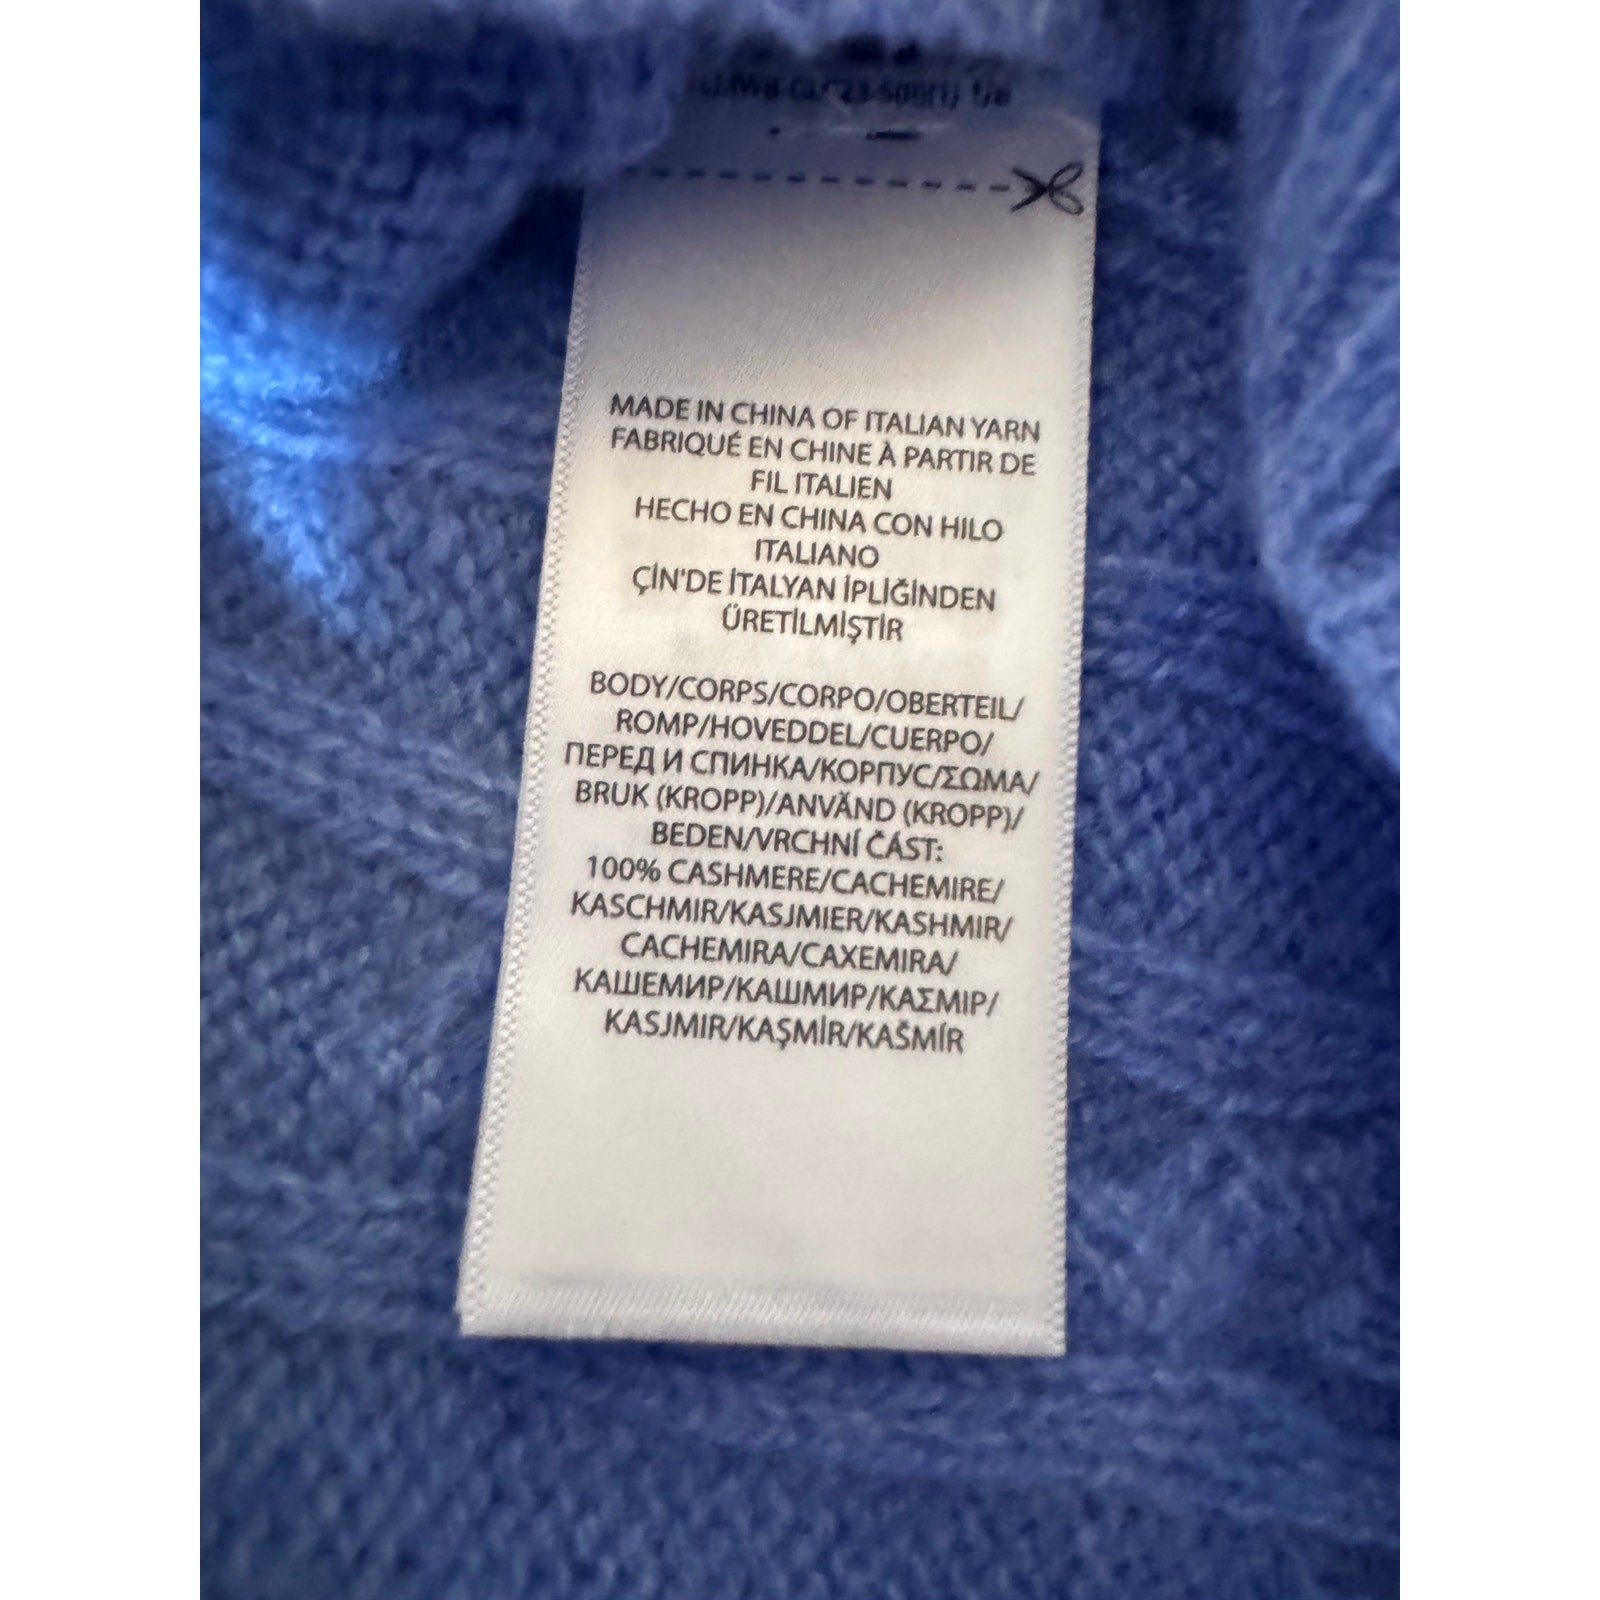 MADE IN CHINA OF ITALIAN YARN
FABRIQUÉ EN CHINE À PARTIR DE
FIL ITALIEN
HECHO EN CHINA CON HILO
ITALIANO
ÇİN'DE İTALYAN İPLİĞİNDEN
ÜRETİLMİŞTİR
BODY/CORPS/CORPO/OBERTEIL/
ROMP/HOVEDDEL/CUERPO/
ПЕРЕД И СПИНКА/КОРПУС/ΣΩΜΑ/
BRUK (KROPP)/ANVĂND (KROPP)/
BEDEN/VRCHNÍ ČÁST:
100% CASHMERE/CACHEMIRE/
KASCHMIR/KASJMIER/KASHMIR/
CACHEMIRA/CAXEMIRA/
КАШЕМИР/КАШМИР/ΚΑΣΜΙΡ/
KASJMIR/KAŞMİR/KAŠMÍR